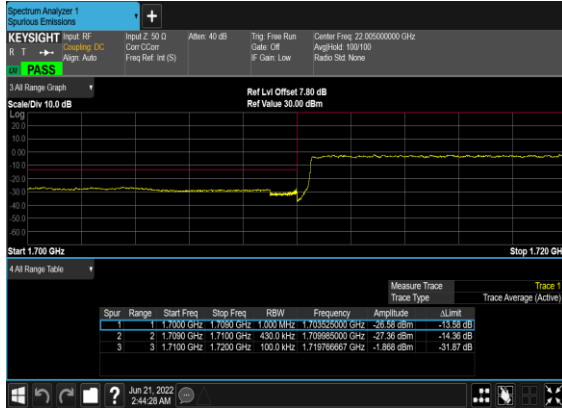 Spectrum Analyzer 1
Spurious Emissions
KEYSIGHT Input: RF Input Z: 50 Ω Atten: 40 dB Trig: Free Run Center Freq: 22.005000000 GHz
R T Coupling: DC Corr CCorr Gate: Off Avg|Hold: 100/100
Align: Auto Freq Ref: Int (S) IF Gain: Low Radio Std: None
PASS
3 All Range Graph
Ref Lvl Offset 7.80 dB
Scale/Div 10.0 dB Ref Value 30.00 dBm
Log
20.0
10.0
0.00
-10.0
-20.0
-30.0
-40.0
-50.0
-60.0
Start 1.700 GHz Stop 1.720 GHz
4 All Range Table
Measure Trace Trace 1
Trace Type Trace Average (Active)
Spur Range Start Freq Stop Freq RBW Frequency Amplitude ΔLimit
1 1 1.7000 GHz 1.7090 GHz 1.000 MHz 1.703525000 GHz -26.58 dBm -13.58 dB
2 2 1.7090 GHz 1.7100 GHz 430.0 kHz 1.709985000 GHz -27.36 dBm -14.36 dB
3 3 1.7100 GHz 1.7200 GHz 100.0 kHz 1.719766667 GHz -1.868 dBm -31.87 dB
? Jun 21, 2022
2:44:28 AM